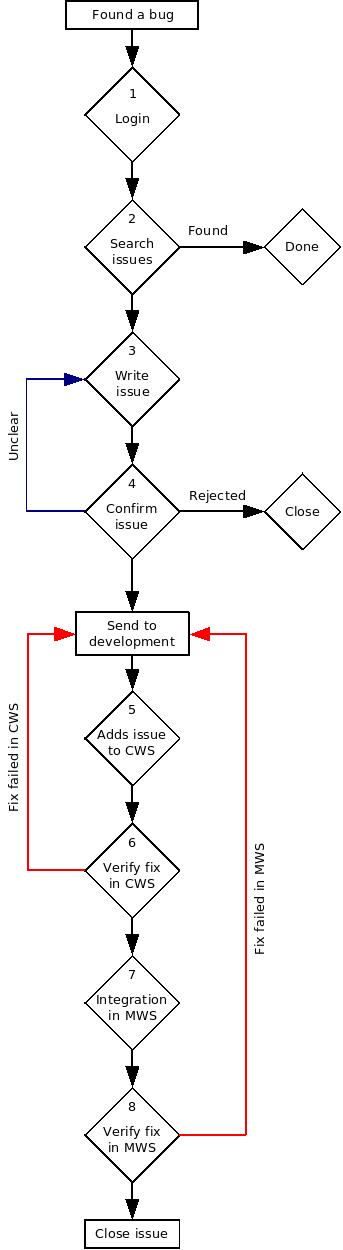 Found a bug
1
Login
2
Search
issues
Found
Done
3
Write
issue
Unclear
4
Confirm
issue
Rejected
Close
Send to
development
Fix failed in CWS
5
Adds issue
to CWS
6
Verify fix
in CWS
Fix failed in MWS
7
Integration
in MWS
8
Verify fix
in MWS
Close issue